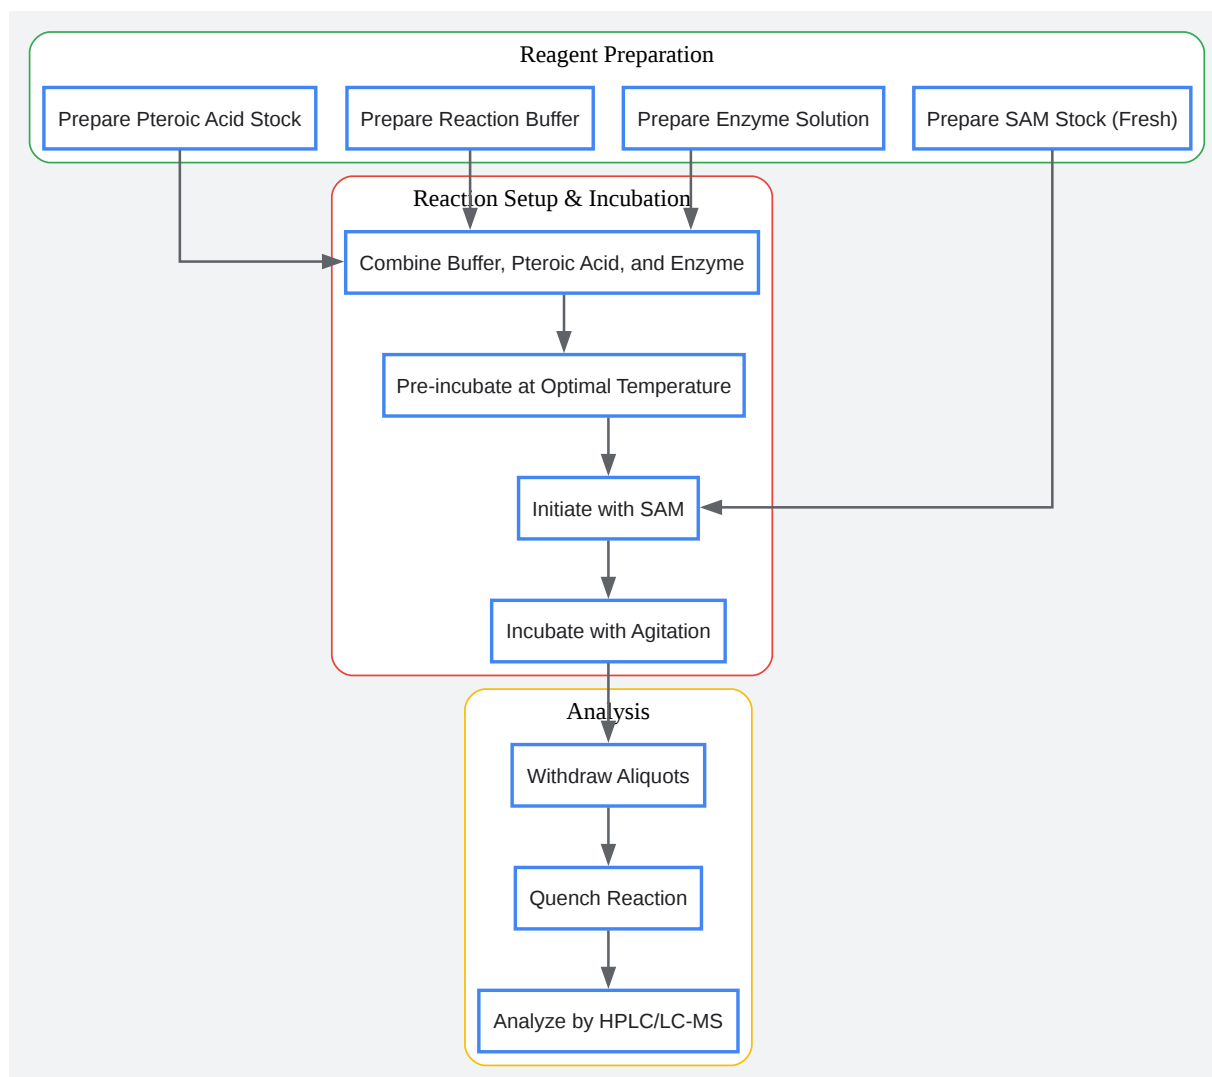 Reagent Preparation
Prepare Pteroic Acid Stock
Prepare Reaction Buffer
Prepare Enzyme Solution
Prepare SAM Stock (Fresh)
Reaction Setup & Incubation
Combine Buffer, Pteroic Acid, and Enzyme
Pre-incubate at Optimal Temperature
Initiate with SAM
Incubate with Agitation
Analysis
Withdraw Aliquots
Quench Reaction
Analyze by HPLC/LC-MS